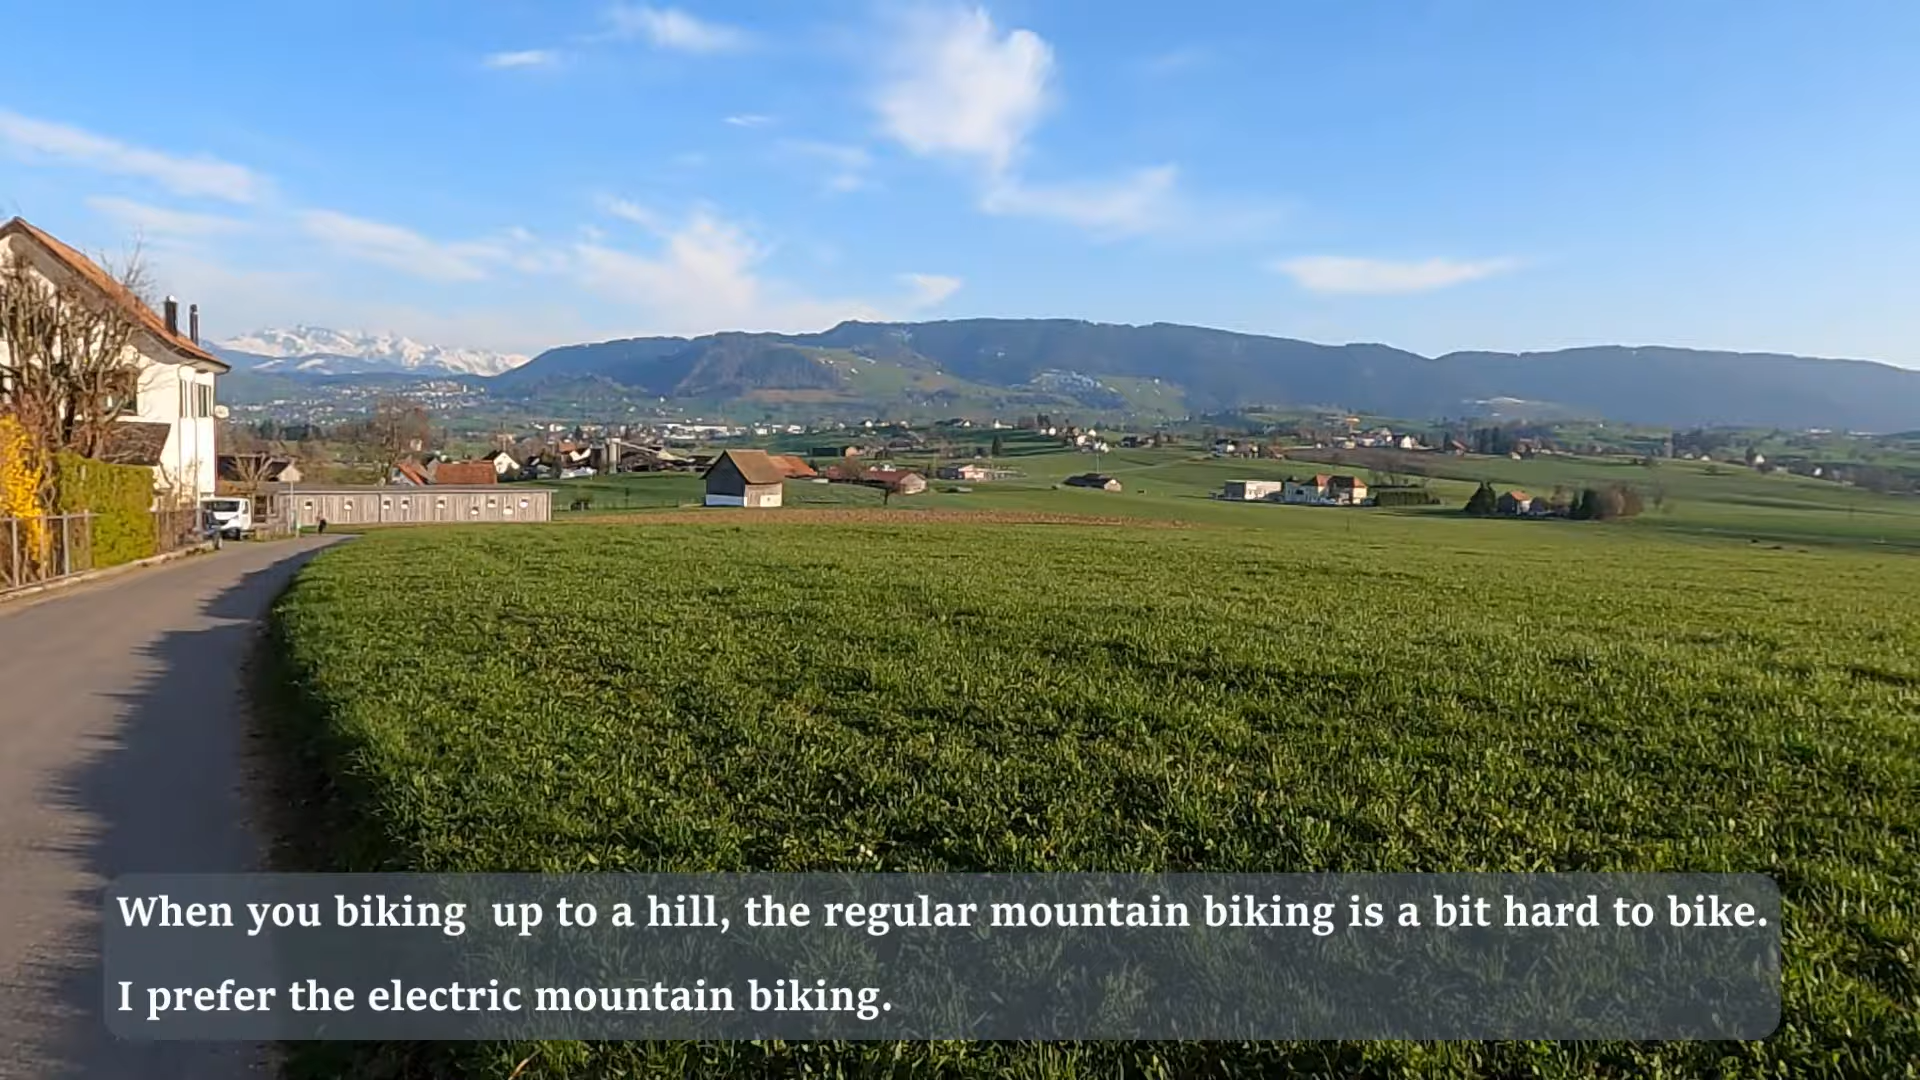 When you biking  up to a hill, the regular mountain biking is a bit hard to bike.
I prefer the electric mountain biking.